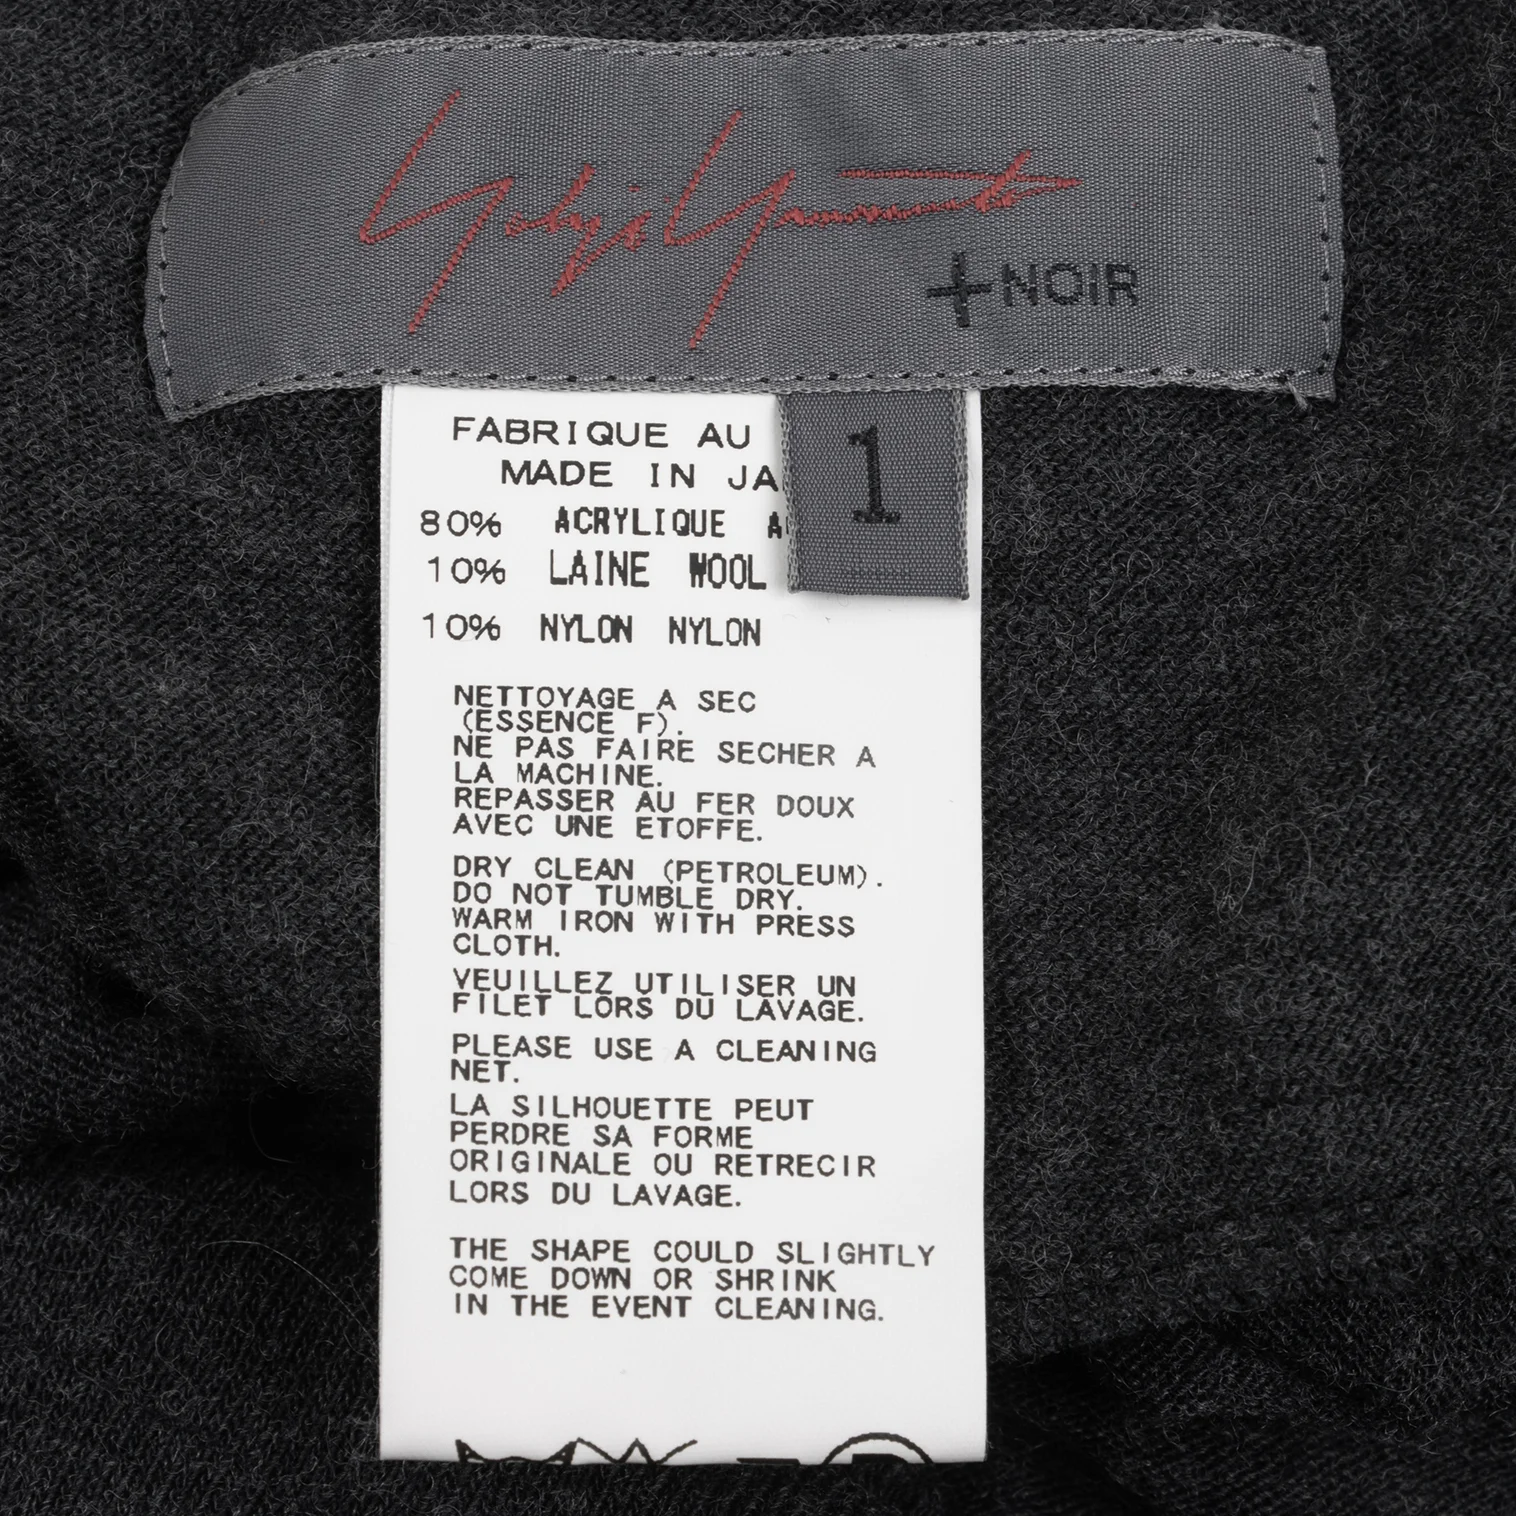 Yohji Yamamoto
+NOIR
1
FABRIQUE AU
MADE IN JA
80% ACRYLIQUE A
10% LAINE WOOL
10% NYLON NYLON
NETTOYAGE A SEC
(ESSENCE F).
NE PAS FAIRE SECHER A
LA MACHINE.
REPASSER AU FER DOUX
AVEC UNE ETOFFE.
DRY CLEAN (PETROLEUM).
DO NOT TUMBLE DRY.
WARM IRON WITH PRESS
CLOTH.
VEUILLEZ UTILISER UN
FILET LORS DU LAVAGE.
PLEASE USE A CLEANING
NET.
LA SILHOUETTE PEUT
PERDRE SA FORME
ORIGINALE OU RETRECIR
LORS DU LAVAGE.
THE SHAPE COULD SLIGHTLY
COME DOWN OR SHRINK
IN THE EVENT CLEANING.